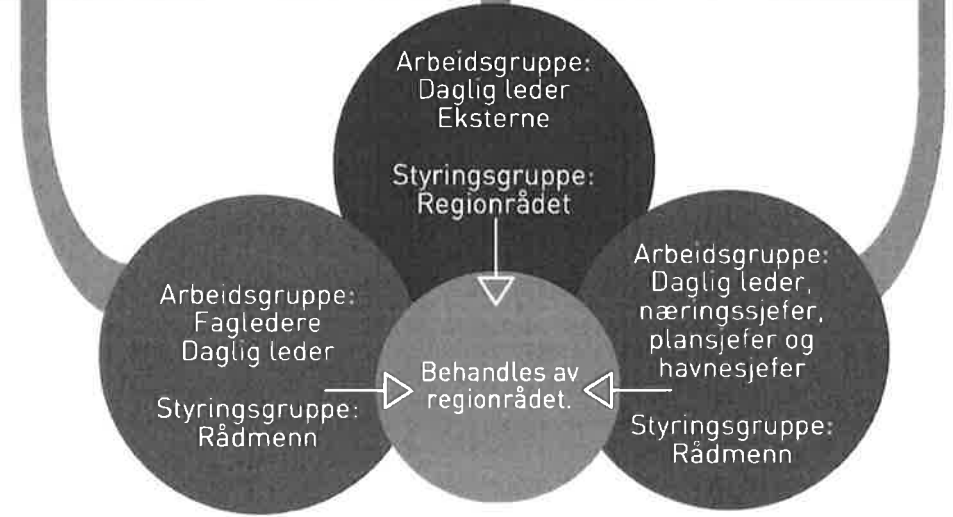 Arbeidsgruppe:
Daglig leder
Eksterne
Styringsgruppe:
Regionrådet
Arbeidsgruppe:
Fagledere
Daglig leder
Styringsgruppe:
Rådmenn
Behandles av
regionrådet.
Arbeidsgruppe:
Daglig leder,
næringssjefer,
plansjefer og
havnesjefer
Styringsgruppe:
Rådmenn